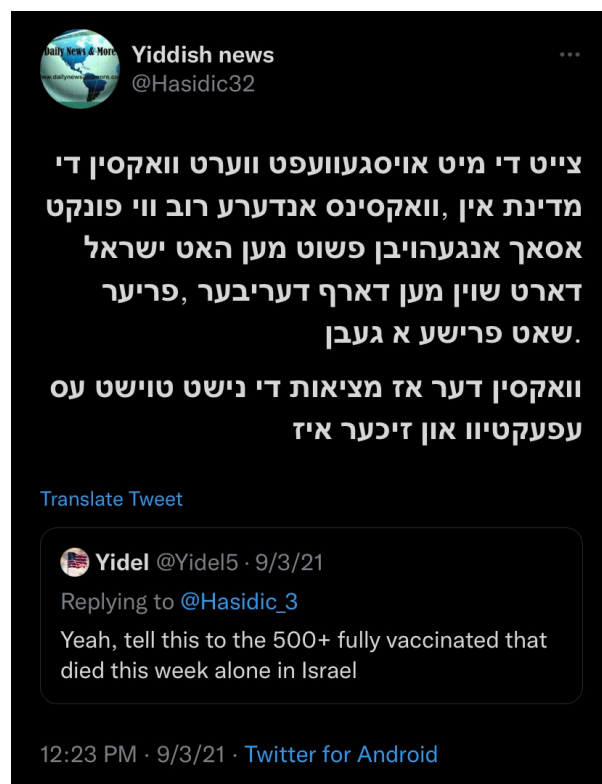 Daily News & More
Yiddish news
@Hasidic32
צייט די מיט אויסגעוועפט ווערט וואקסין די
מדינת אין ,וואקסינס אנדערע רוב ווי פונקט
אסאך אנגעהויבן פשוט מען האט ישראל
דארט שוין מען דארף דעריבער ,פריער
.שאט פרישע א געבן
וואקסין דער אז מציאות די נישט טוישט עס
עפעקטיוו און זיכער איז
Translate Tweet
Yidel @Yidel5 · 9/3/21
Replying to @Hasidic_3
Yeah, tell this to the 500+ fully vaccinated that
died this week alone in Israel
12:23 PM · 9/3/21 · Twitter for Android